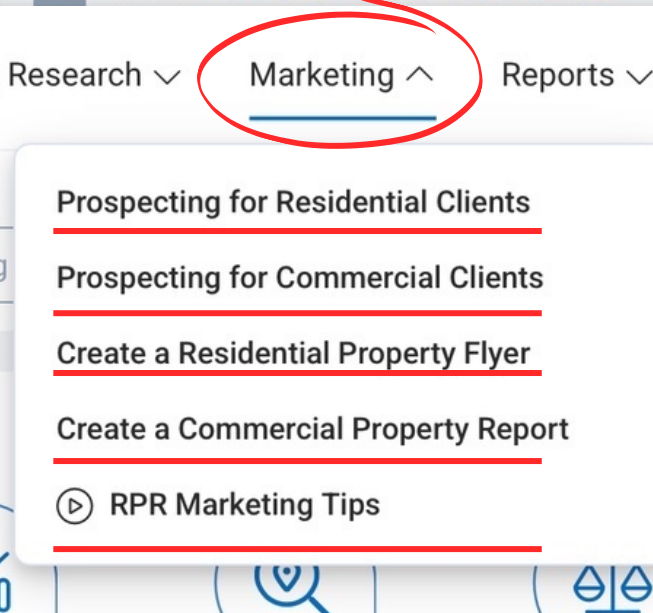 Research
Marketing
Reports
Prospecting for Residential Clients
Prospecting for Commercial Clients
Create a Residential Property Flyer
Create a Commercial Property Report
RPR Marketing Tips